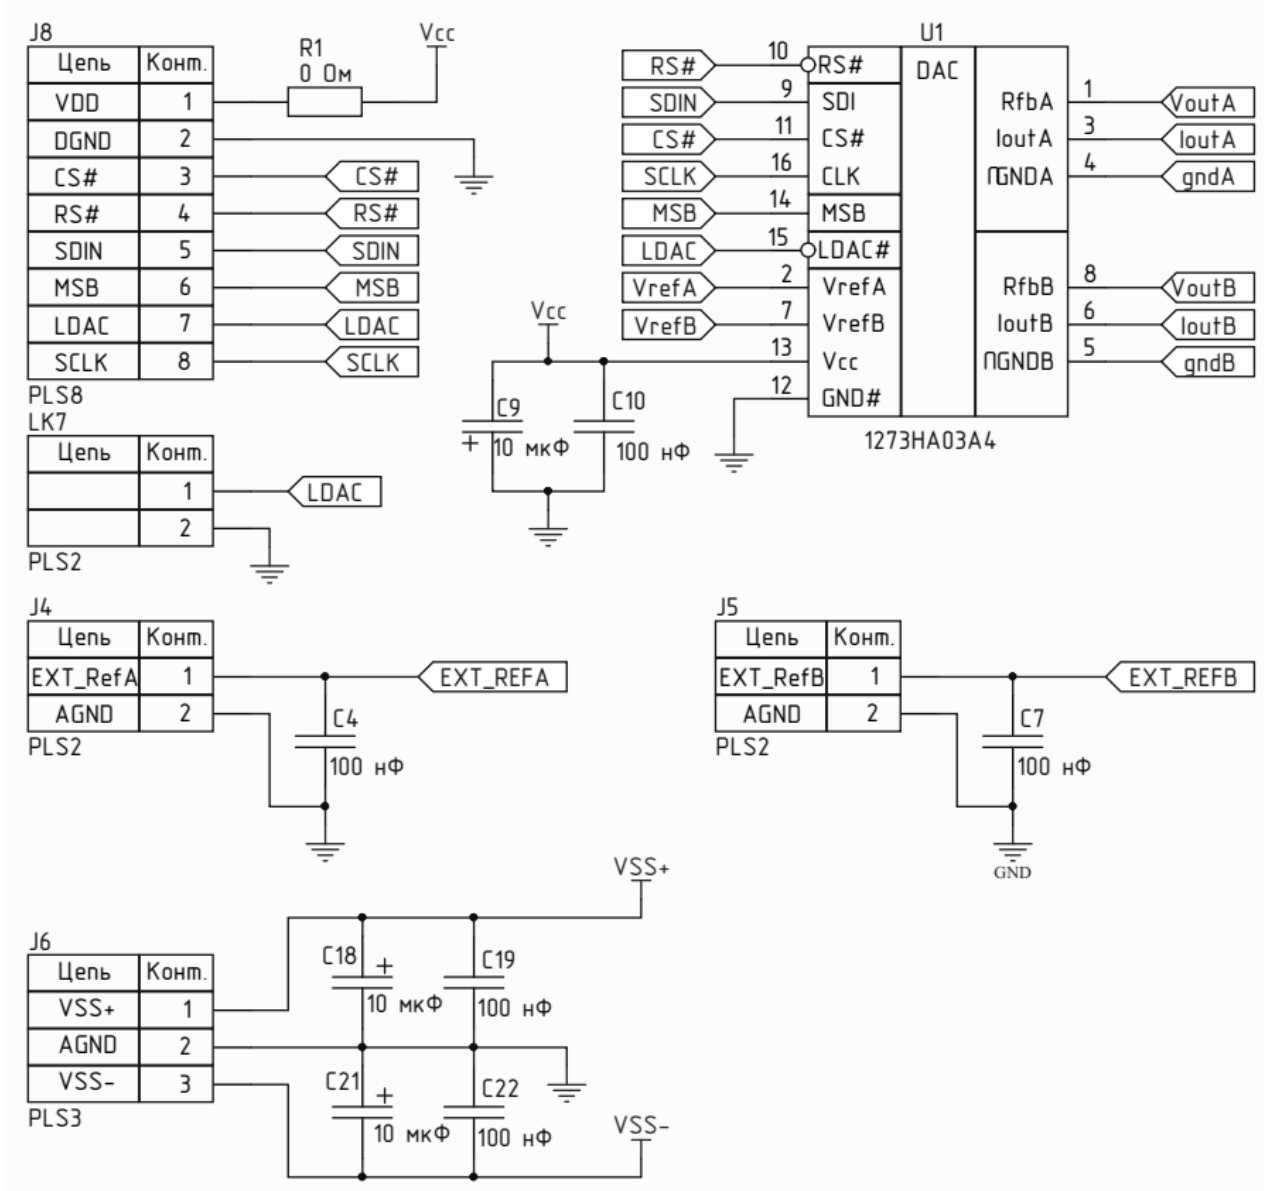 J8
Цепь Конт.
VDD 1
DGND 2
CS# 3 CS#
RS# 4 RS#
SDIN 5 SDIN
MSB 6 MSB
LDAC 7 LDAC
SCLK 8 SCLK
PLS8
R1
0 Ом
Vcc
U1
DAC
RS# 10 RS#
SDIN 9 SDI
CS# 11 CS#
SCLK 16 CLK
MSB 14 MSB
LDAC 15 LDAC#
VrefA 2 VrefA
VrefB 7 VrefB
13 Vcc
12 GND#
RfbA 1 VoutA
IoutA 3 IoutA
ПGNDA 4 gndA
RfbB 8 VoutB
IoutB 6 IoutB
ПGNDB 5 gndB
1273НА03А4
Vcc
C9
+ 10 мкФ
C10
100 нФ
LK7
Цепь Конт.
1 LDAC
2
PLS2
J4
Цепь Конт.
EXT_RefA 1 EXT_REFA
AGND 2
PLS2
C4
100 нФ
J5
Цепь Конт.
EXT_RefB 1 EXT_REFB
AGND 2
PLS2
C7
100 нФ
GND
J6
Цепь Конт.
VSS+ 1
AGND 2
VSS- 3
PLS3
VSS+
C18 +
10 мкФ
C19
100 нФ
C21 +
10 мкФ
C22
100 нФ
VSS-